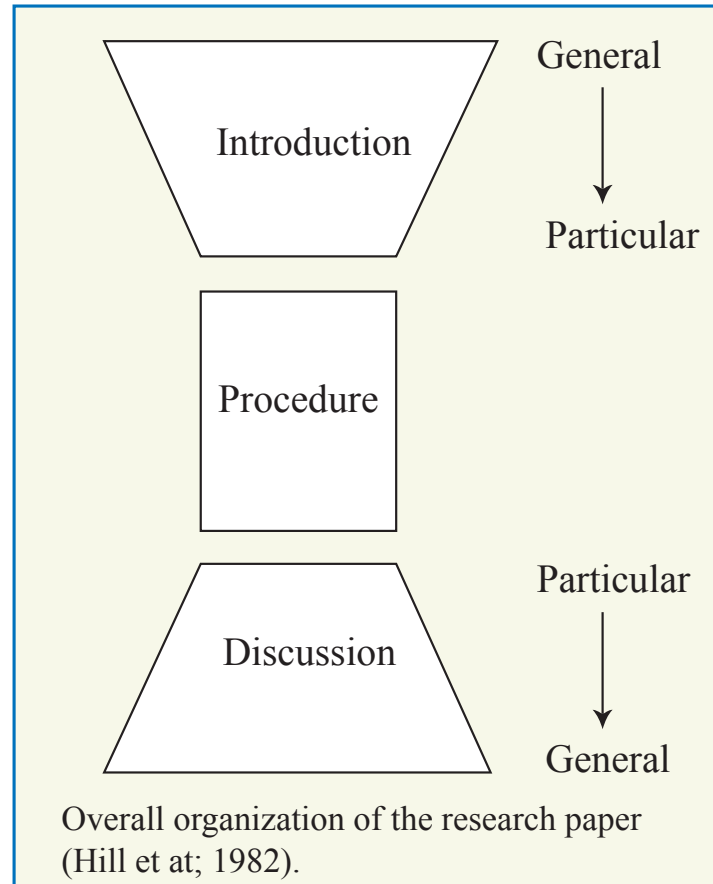 General
Introduction
Particular
Procedure
Particular
Discussion
General
Overall organization of the research paper
(Hill et at; 1982).